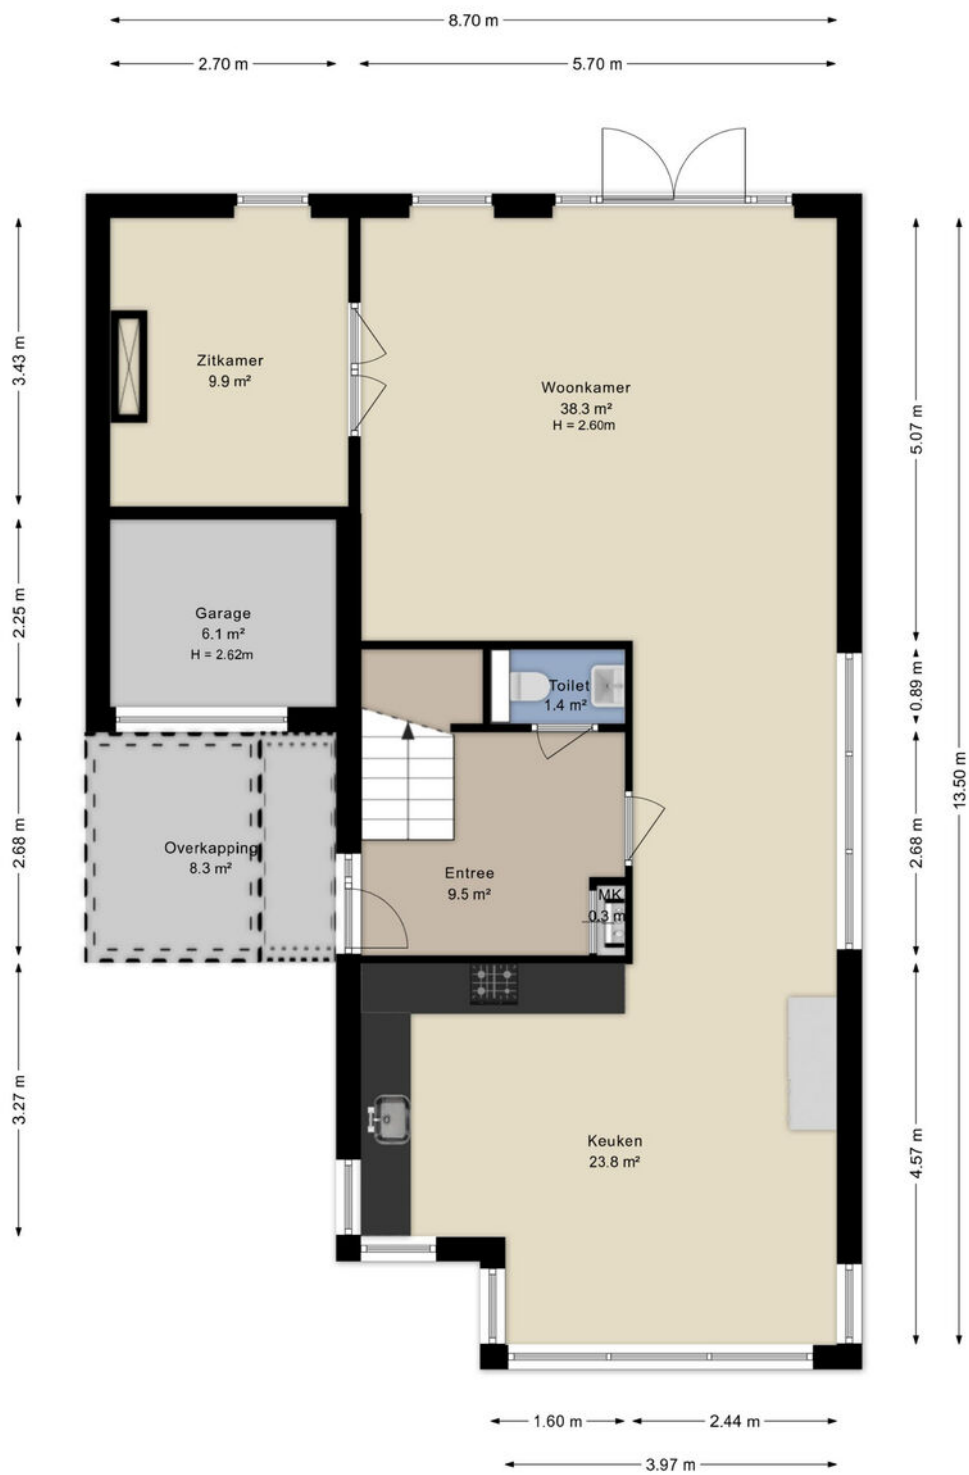 8.70 m
2.70 m
5.70 m
3.43 m
Zitkamer
9.9 m²
Woonkamer
38.3 m²
H = 2.60m
5.07 m
2.25 m
Garage
6.1 m²
H = 2.62m
Toilet
1.4 m²
0.89 m
13.50 m
2.68 m
Overkapping
8.3 m²
Entree
9.5 m²
MK
0.3 m
2.68 m
3.27 m
Keuken
23.8 m²
4.57 m
1.60 m
2.44 m
3.97 m